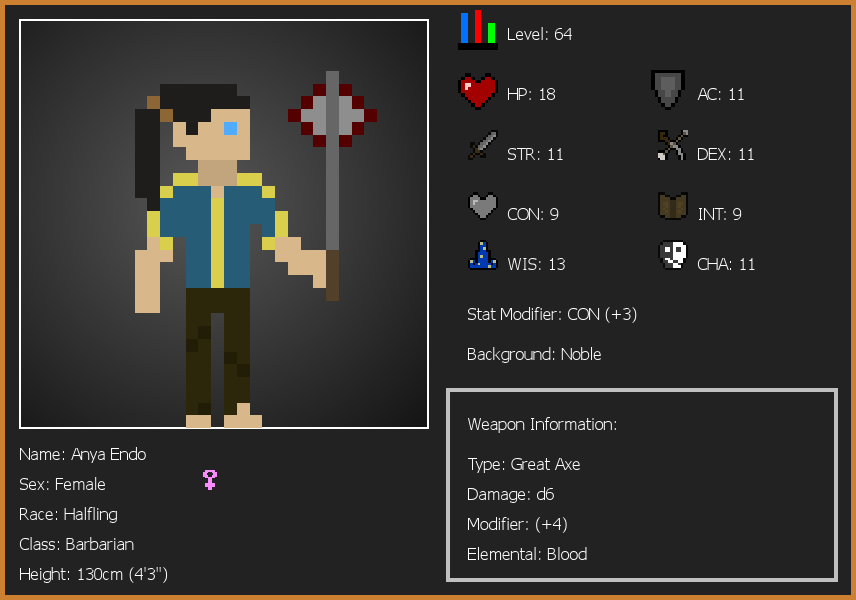 Level: 64
HP: 18
AC: 11
STR: 11
DEX: 11
CON: 9
INT: 9
WIS: 13
CHA: 11
Stat Modifier: CON (+3)
Background: Noble
Weapon Information:
Type: Great Axe
Damage: d6
Modifier: (+4)
Elemental: Blood
Name: Anya Endo
Sex: Female
Race: Halfling
Class: Barbarian
Height: 130cm (4'3")